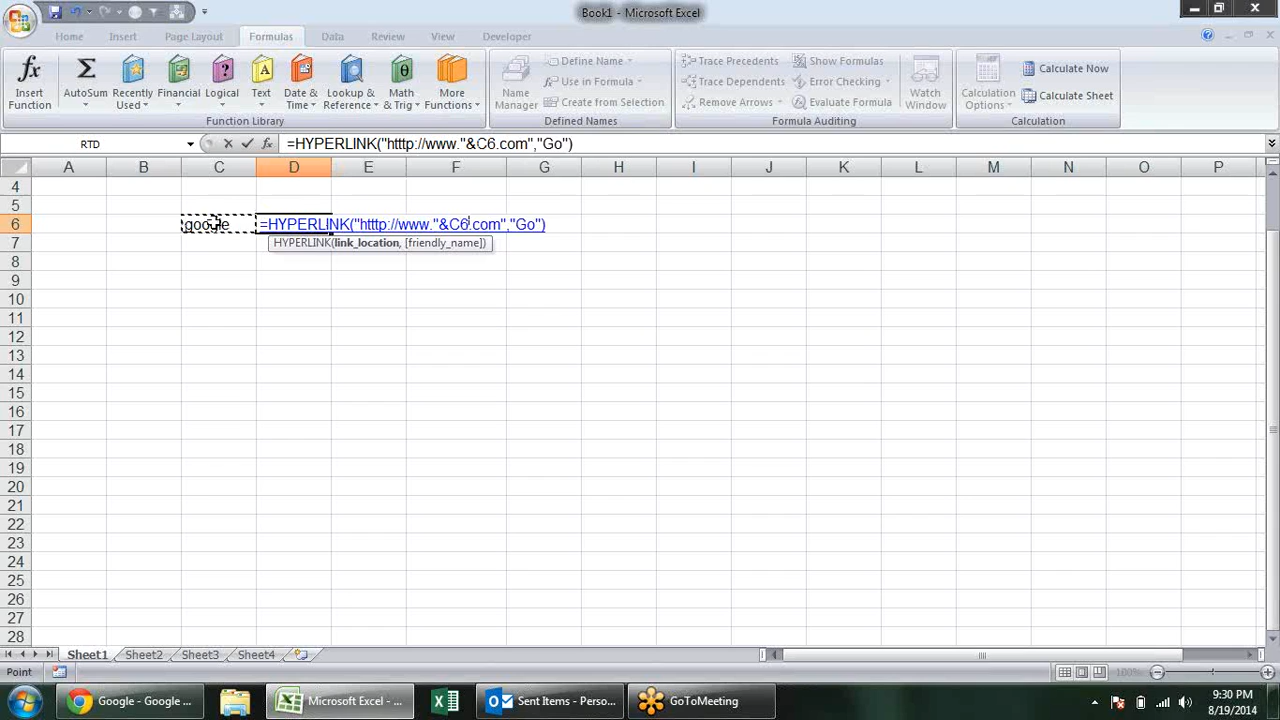 Book1 - Microsoft Excel
Home Insert Page Layout Formulas Data Review View Developer
Insert Function
AutoSum
Recently Used
Financial
Logical
Text
Date & Time
Lookup & Reference
Math & Trig
More Functions
Function Library
Name Manager
Define Name
Use in Formula
Create from Selection
Defined Names
Trace Precedents
Trace Dependents
Remove Arrows
Show Formulas
Error Checking
Evaluate Formula
Formula Auditing
Watch Window
Calculation Options
Calculate Now
Calculate Sheet
Calculation
RTD =HYPERLINK("htttp://www."&C6.com","Go")
A B C D E F G H I J K L M N O P
4
5
6 google =HYPERLINK("htttp://www."&C6.com","Go")
HYPERLINK(link_location, [friendly_name])
7
8
9
10
11
12
13
14
15
16
17
18
19
20
21
22
23
24
25
26
27
28
Sheet1 Sheet2 Sheet3 Sheet4
Point 100%
Google - Google ... Microsoft Excel - ... Sent Items - Perso... GoToMeeting
9:30 PM
8/19/2014